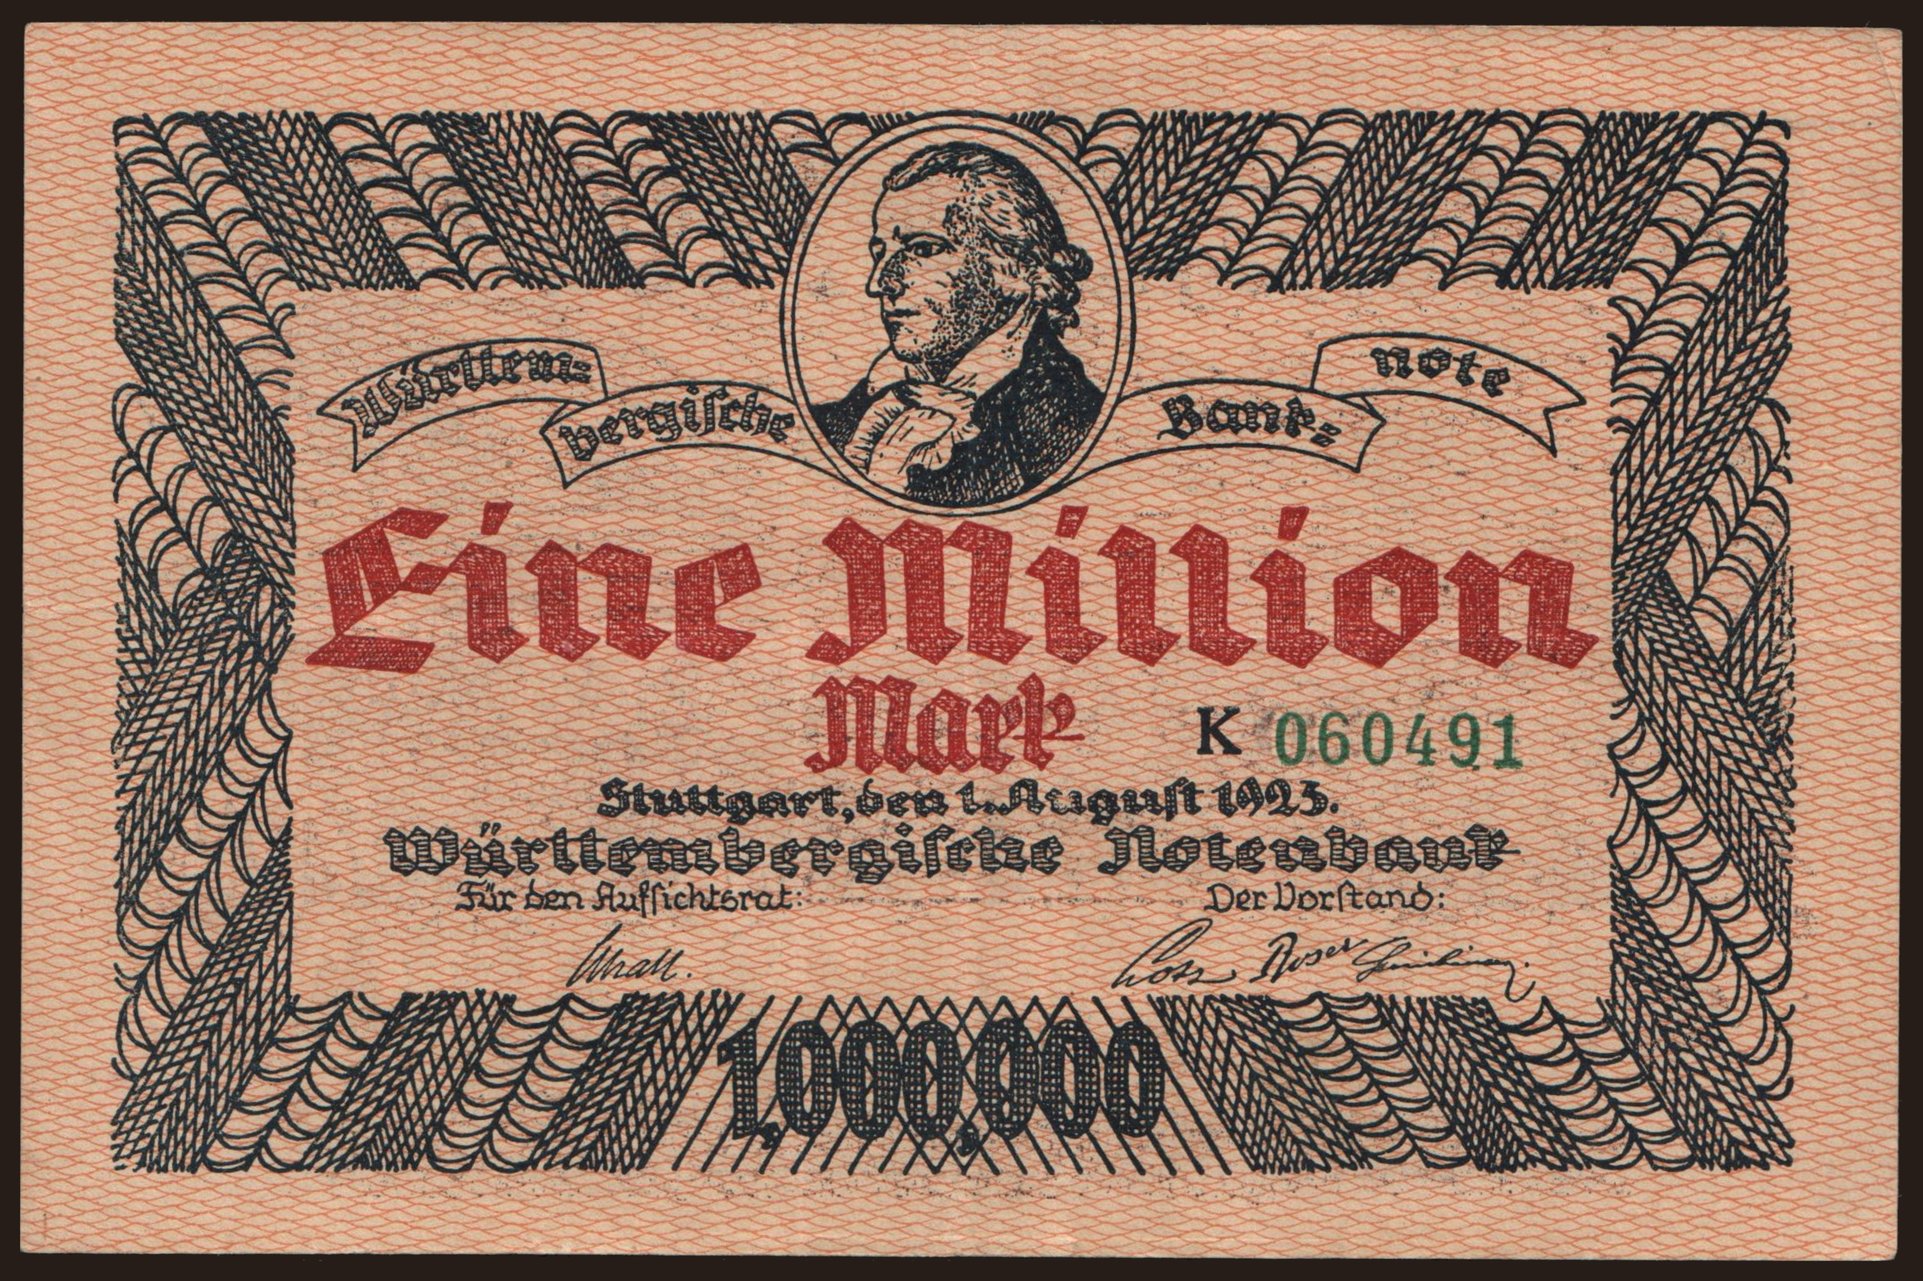 Württem=
bergische
Bank=
note
Eine Million
Mark
K 060491
Stuttgart, den 1. August 1923.
Württembergische Notenbank
Für den Aufsichtsrat: Der Vorstand:
Roser
1,000.000